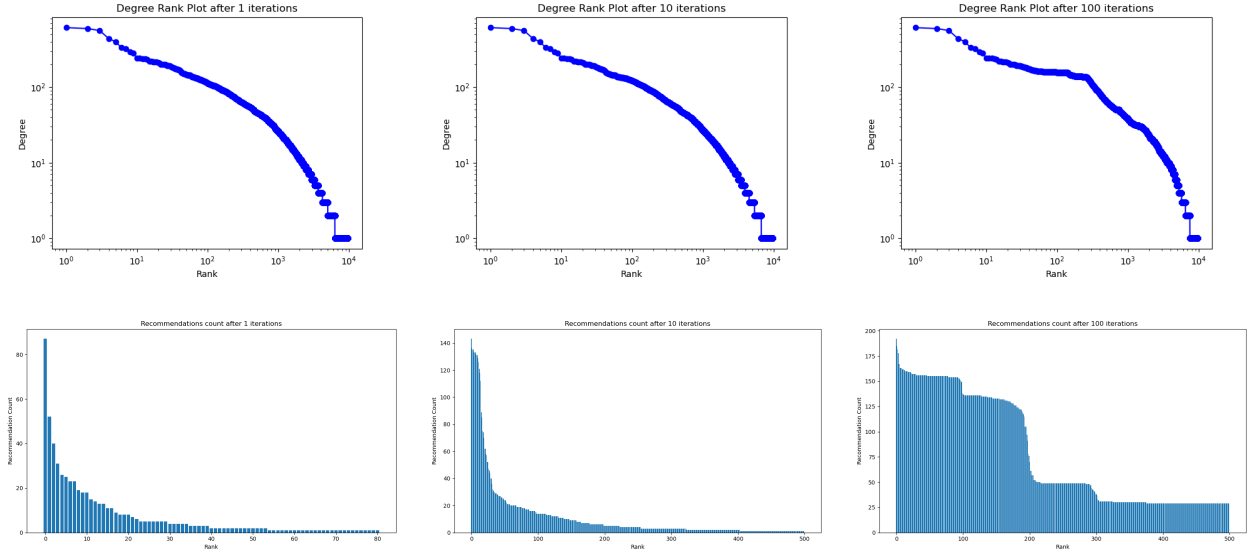 Degree Rank Plot after 1 iterations
Degree Rank Plot after 10 iterations
Degree Rank Plot after 100 iterations
Degree
10^2
10^1
10^0
10^0 10^1 10^2 10^3 10^4
Rank
Degree
10^2
10^1
10^0
10^0 10^1 10^2 10^3 10^4
Rank
Degree
10^2
10^1
10^0
10^0 10^1 10^2 10^3 10^4
Rank
Recommendations count after 1 iterations
Recommendation Count
80
60
40
20
0
0 10 20 30 40 50 60 70 80
Rank
Recommendations count after 10 iterations
Recommendation Count
140
120
100
80
60
40
20
0
0 100 200 300 400 500
Rank
Recommendations count after 100 iterations
Recommendation Count
200
175
150
125
100
75
50
25
0
0 100 200 300 400 500
Rank